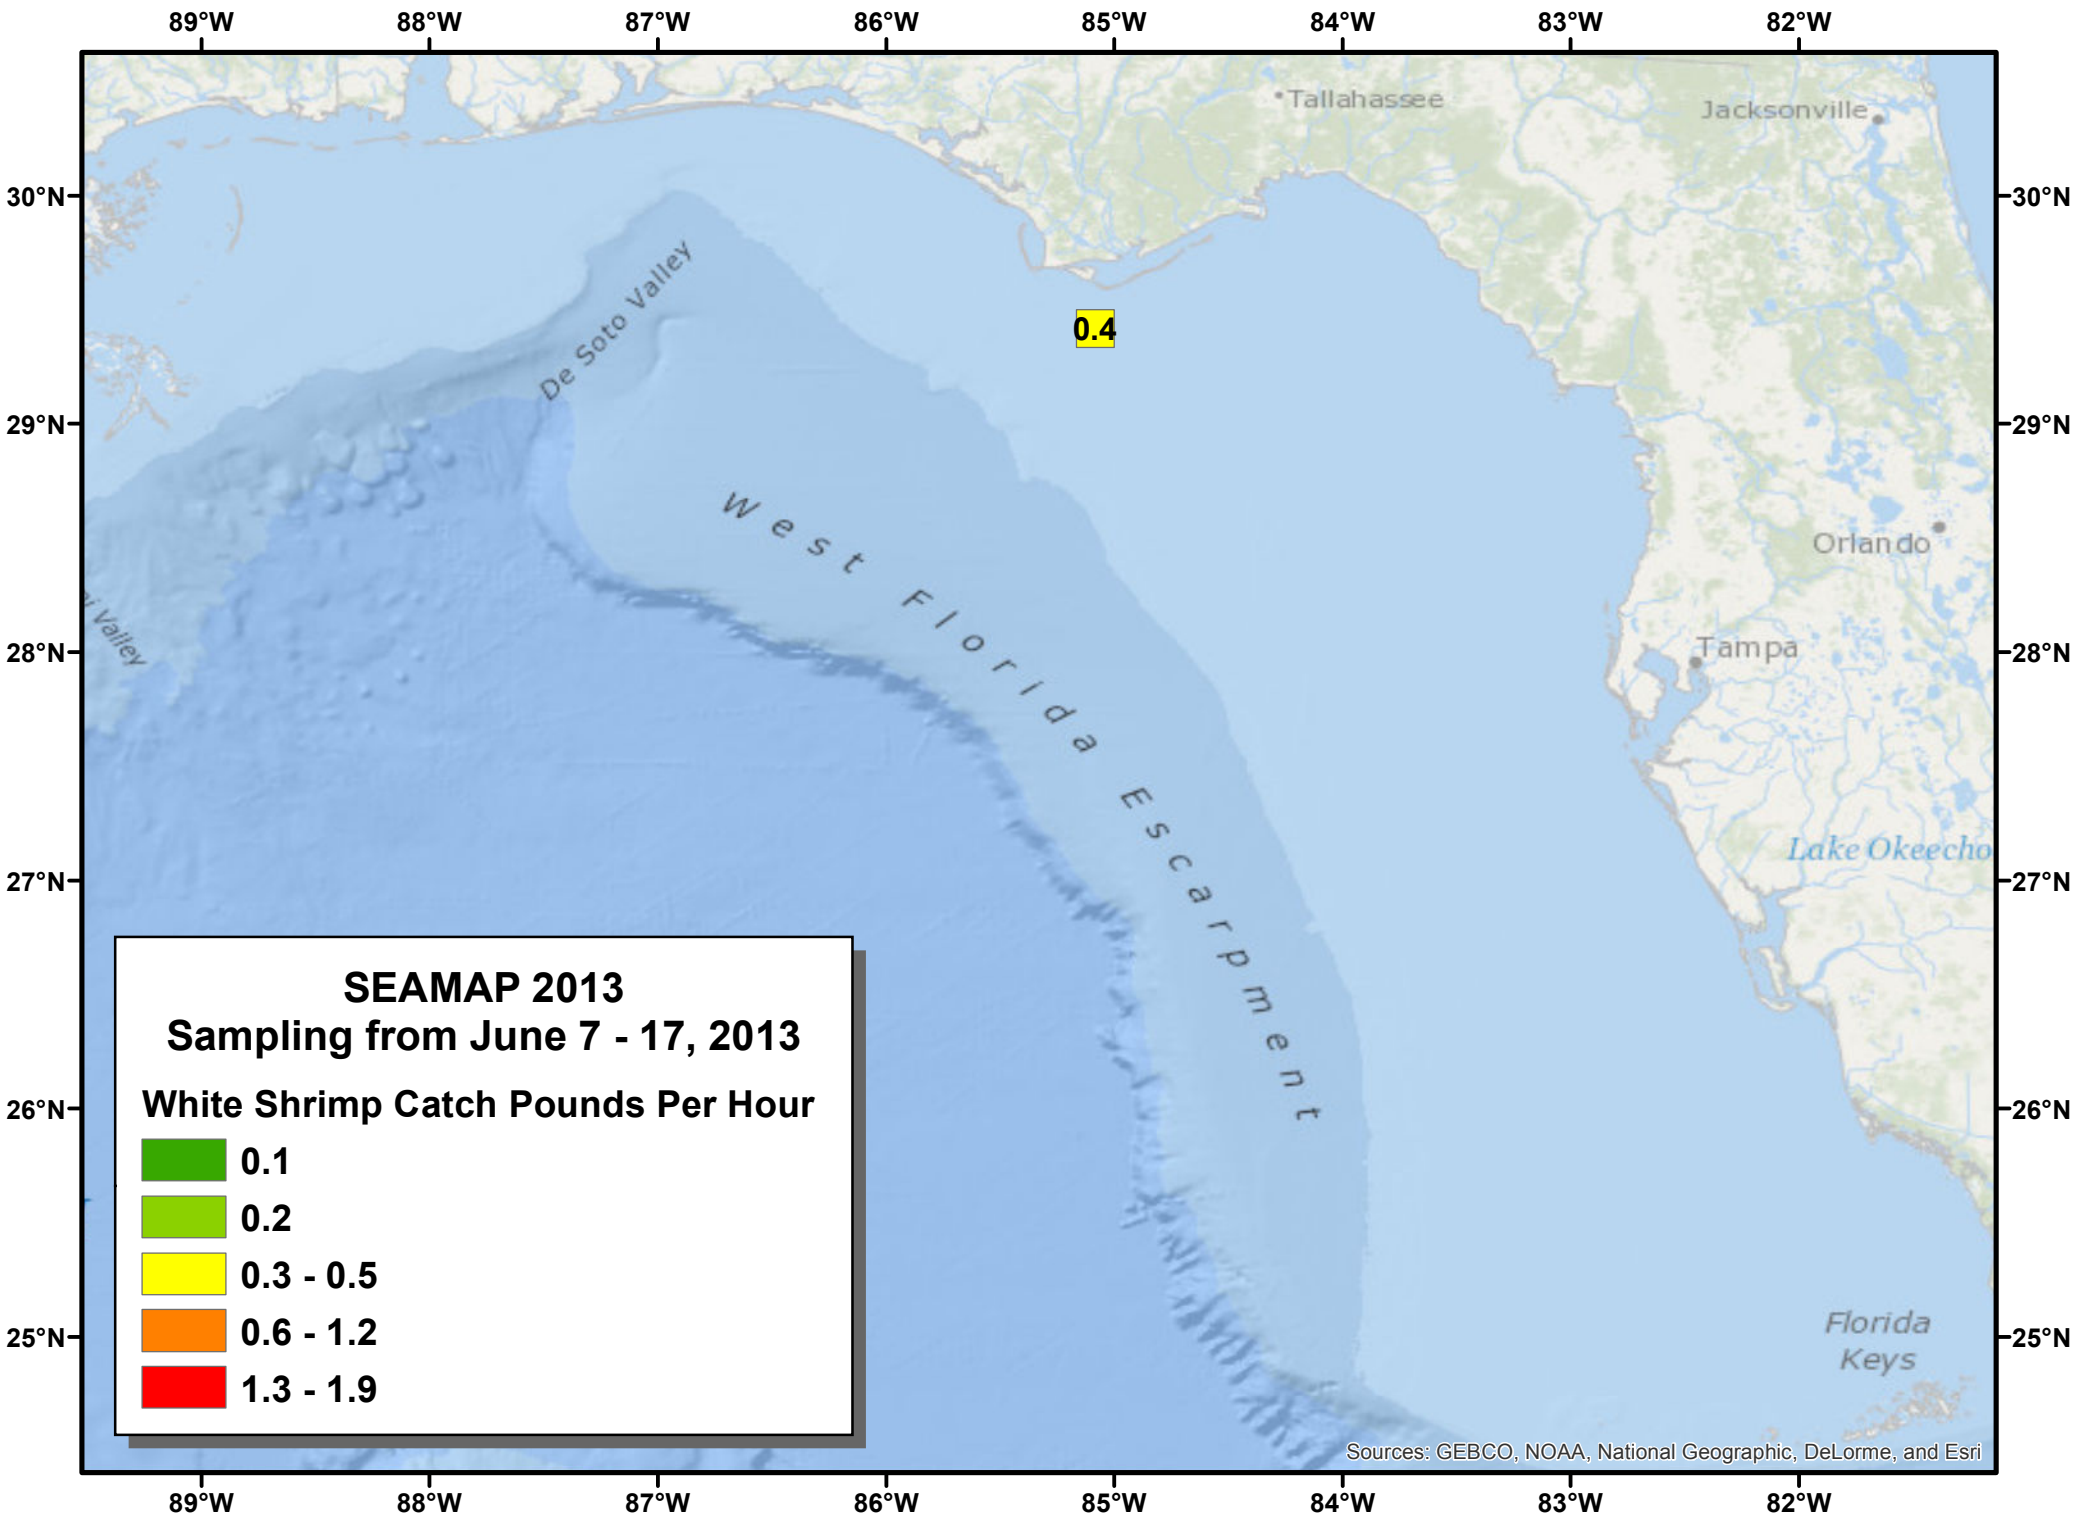 89°W 88°W 87°W 86°W 85°W 84°W 83°W 82°W
Tallahassee
Jacksonville
30°N 30°N
De Soto Valley
0.4
29°N 29°N
West Florida Escarpment
Orlando
Valley
28°N 28°N
Tampa
Lake Okeecho
27°N 27°N
SEAMAP 2013
Sampling from June 7 - 17, 2013
White Shrimp Catch Pounds Per Hour
0.1
0.2
0.3 - 0.5
0.6 - 1.2
1.3 - 1.9
26°N 26°N
25°N 25°N
Florida
Keys
Sources: GEBCO, NOAA, National Geographic, DeLorme, and Esri
89°W 88°W 87°W 86°W 85°W 84°W 83°W 82°W